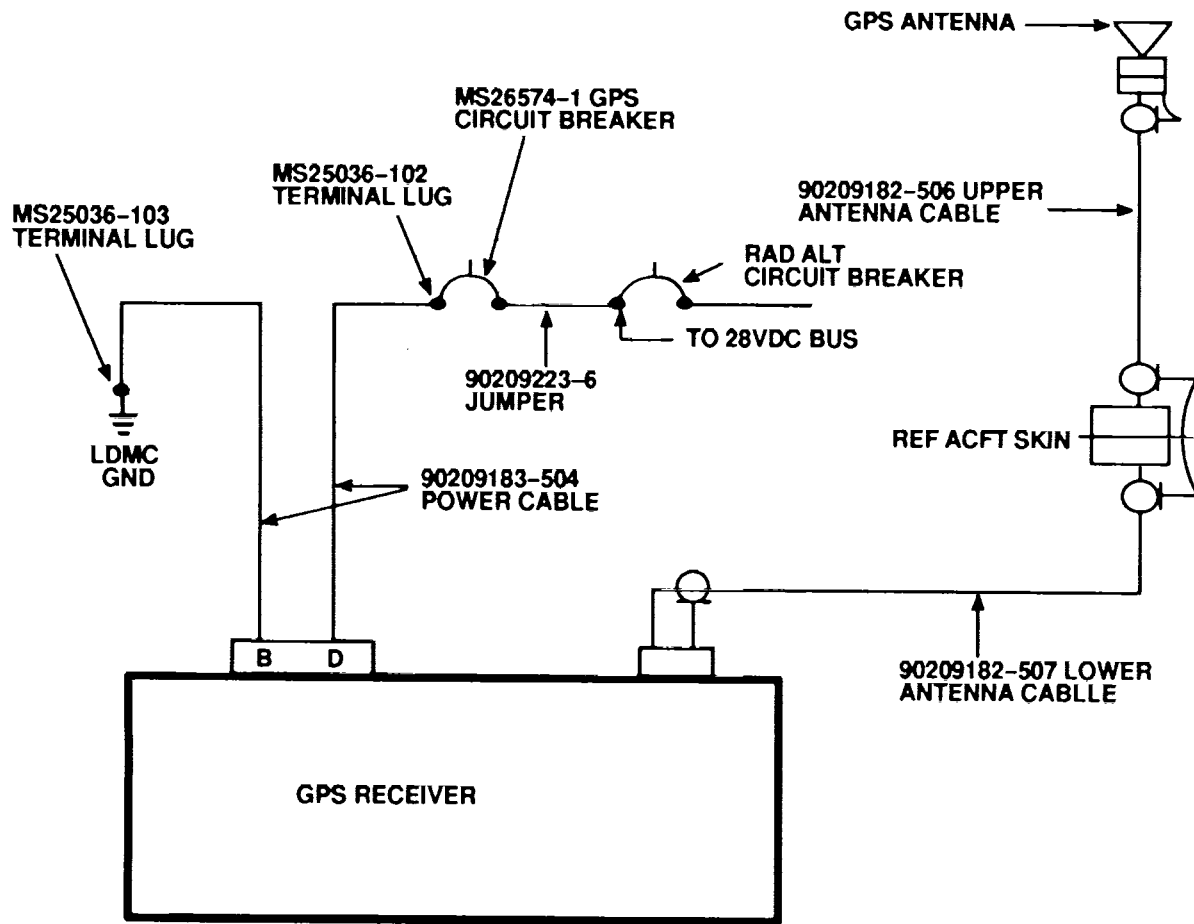 GPS ANTENNA
MS26574-1 GPS
CIRCUIT BREAKER
MS25036-102
TERMINAL LUG
MS25036-103
TERMINAL LUG
90209182-506 UPPER
ANTENNA CABLE
RAD ALT
CIRCUIT BREAKER
TO 28VDC BUS
90209223-6
JUMPER
LDMC
GND
REF ACFT SKIN
90209183-504
POWER CABLE
B D
90209182-507 LOWER
ANTENNA CABLLE
GPS RECEIVER